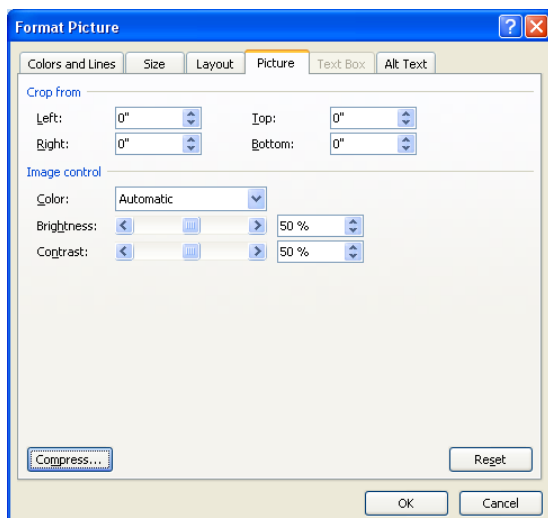 Format Picture
Colors and Lines Size Layout Picture Text Box Alt Text
Crop from
Left: 0" Top: 0"
Right: 0" Bottom: 0"
Image control
Color: Automatic
Brightness: 50 %
Contrast: 50 %
Compress... Reset
OK Cancel